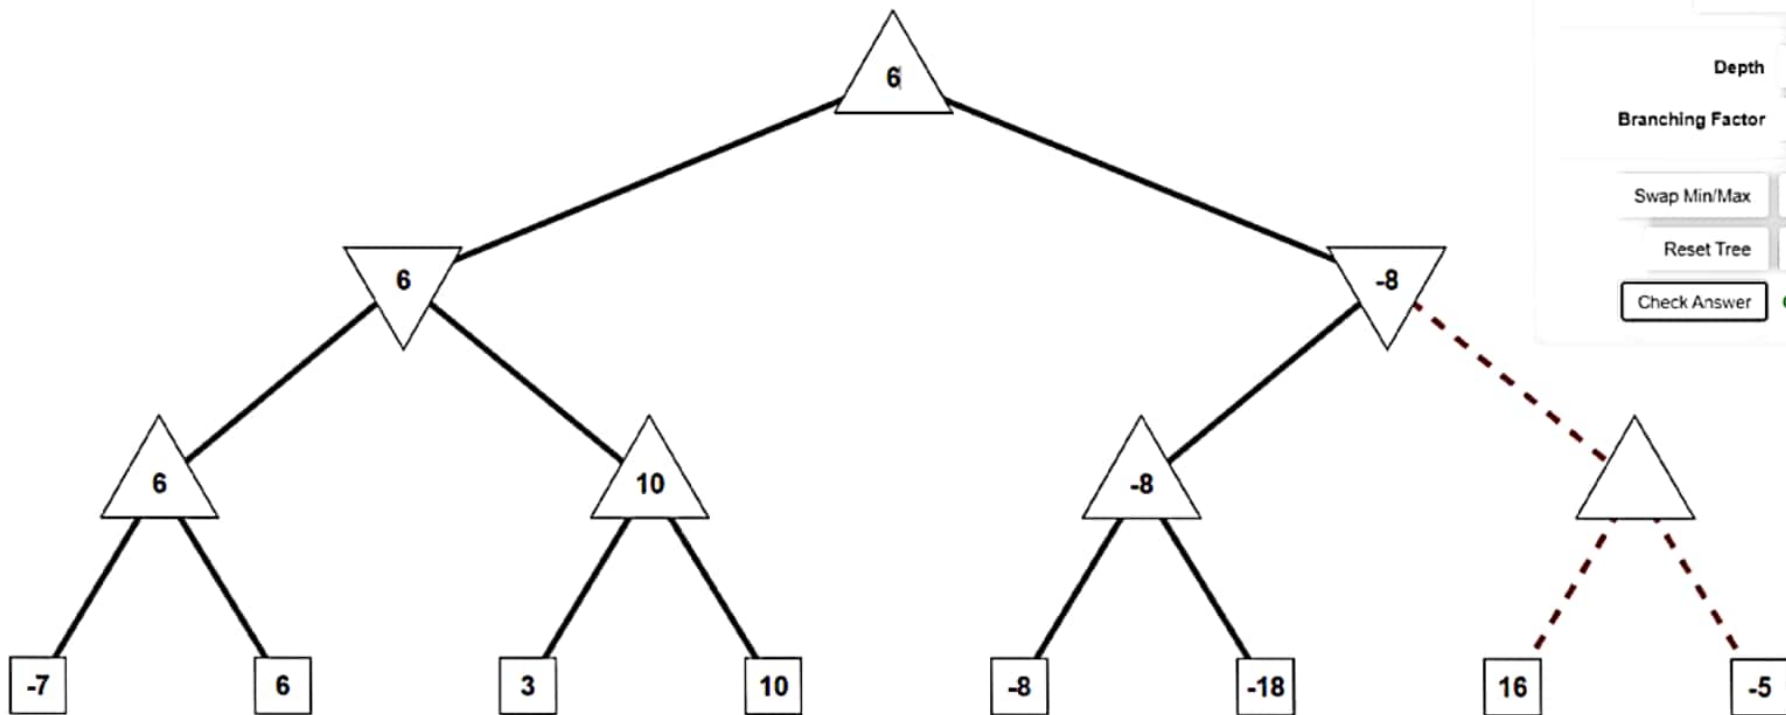 6
Depth
Branching Factor
Swap Min/Max
6
-8
Reset Tree
Check Answer
6
10
-8
-7
6
3
10
-8
-18
16
-5